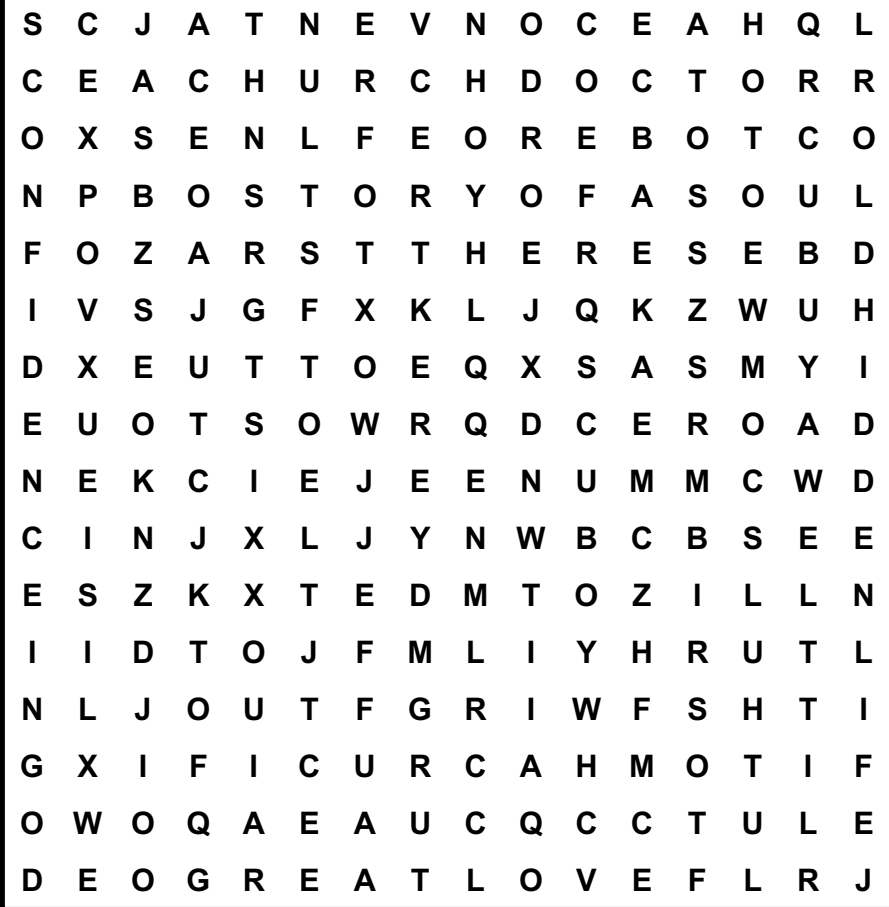 S C J A T N E V N O C E A H Q L
C E A C H U R C H D O C T O R R
O X S E N L F E O R E B O T C O
N P B O S T O R Y O F A S O U L
F O Z A R S T T H E R E S E B D
I V S J G F X K L J Q K Z W U H
D X E U T T O E Q X S A S M Y I
E U O T S O W R Q D C E R O A D
N E K C I E J E E N U M M C W D
C I N J X L J Y N W B C B S E E
E S Z K X T E D M T O Z I L L N
I I D T O J F M L I Y H R U T L
N L J O U T F G R I W F S H T I
G X I F I C U R C A H M O T I F
O W O Q A E A U C Q C C T U L E
D E O G R E A T L O V E F L R J